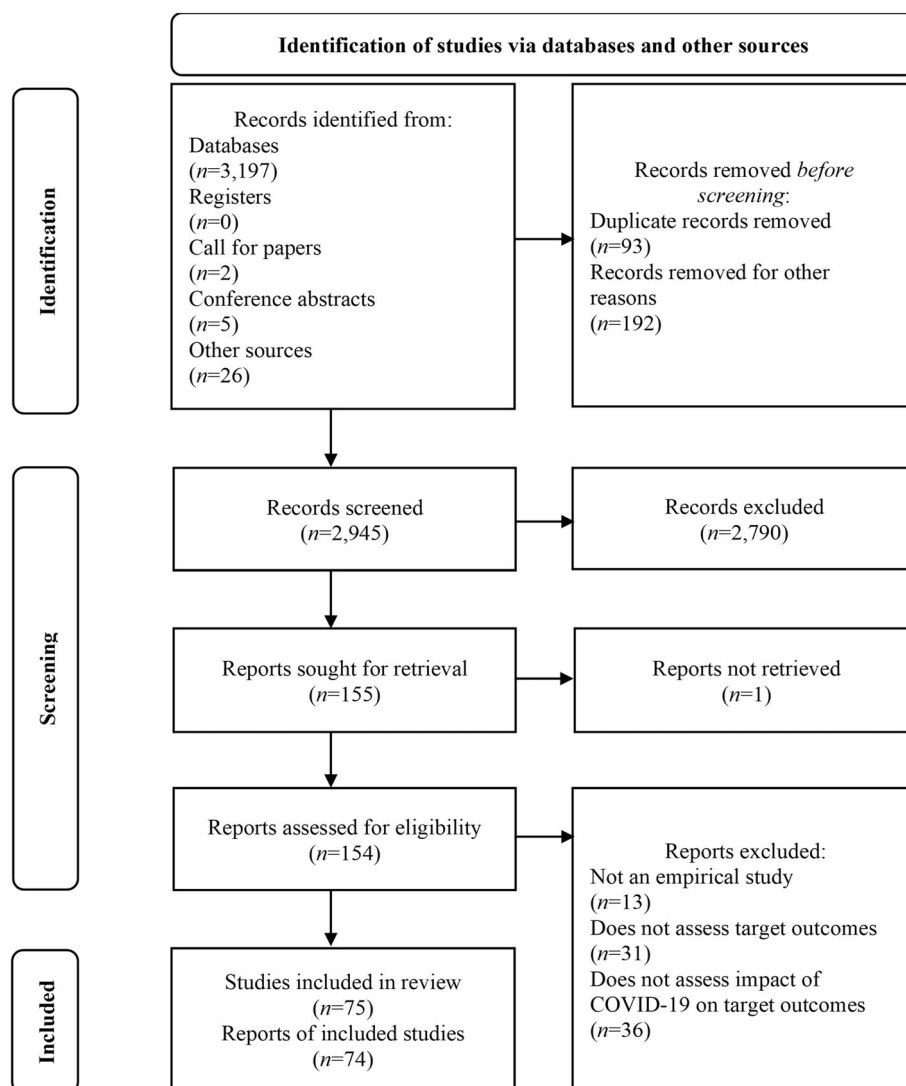 Identification of studies via databases and other sources
Identification
Records identified from:
Databases
(n=3,197)
Registers
(n=0)
Call for papers
(n=2)
Conference abstracts
(n=5)
Other sources
(n=26)
Records removed before
screening:
Duplicate records removed
(n=93)
Records removed for other
reasons
(n=192)
Screening
Records screened
(n=2,945)
Records excluded
(n=2,790)
Reports sought for retrieval
(n=155)
Reports not retrieved
(n=1)
Reports assessed for eligibility
(n=154)
Reports excluded:
Not an empirical study
(n=13)
Does not assess target outcomes
(n=31)
Does not assess impact of
COVID-19 on target outcomes
(n=36)
Included
Studies included in review
(n=75)
Reports of included studies
(n=74)